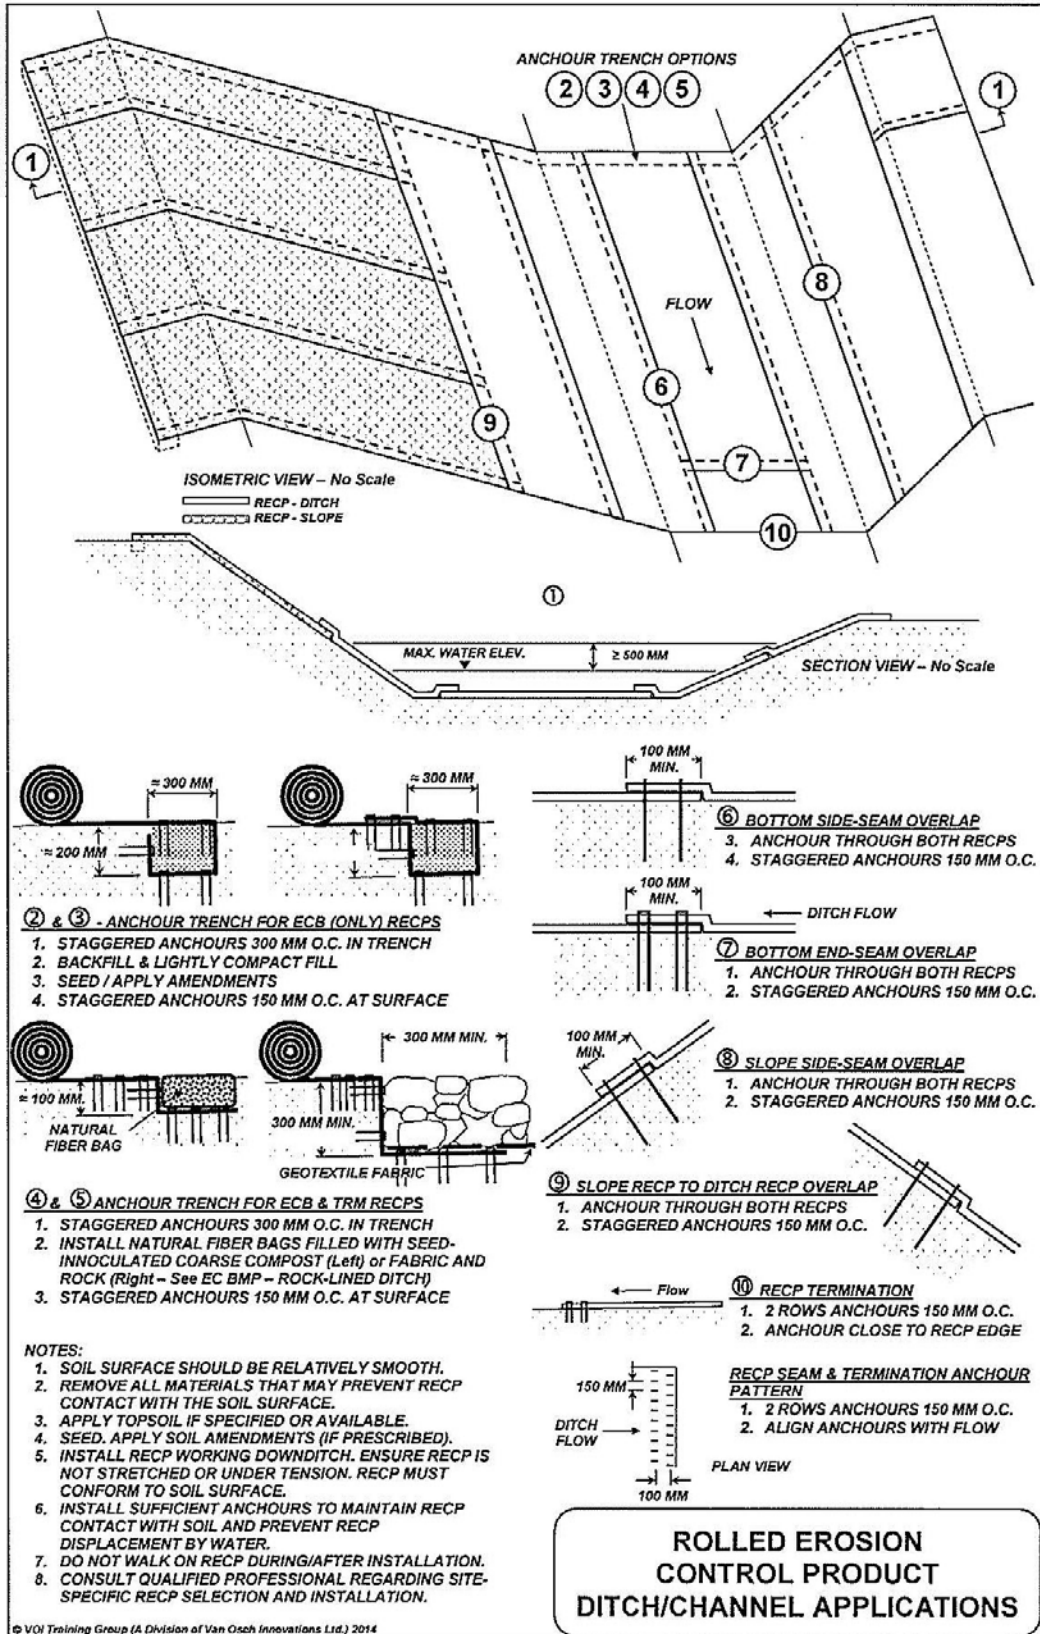 ANCHOUR TRENCH OPTIONS
2 3 4 5
1
1
8
FLOW
6
9
7
10
ISOMETRIC VIEW – No Scale
RECP - DITCH
RECP - SLOPE
①
MAX. WATER ELEV.
≥ 500 MM
SECTION VIEW – No Scale
≈ 300 MM
≈ 200 MM
≈ 300 MM
② & ③ - ANCHOUR TRENCH FOR ECB (ONLY) RECPS
1. STAGGERED ANCHOURS 300 MM O.C. IN TRENCH
2. BACKFILL & LIGHTLY COMPACT FILL
3. SEED / APPLY AMENDMENTS
4. STAGGERED ANCHOURS 150 MM O.C. AT SURFACE
≈ 100 MM.
NATURAL
FIBER BAG
300 MM MIN.
300 MM MIN.
GEOTEXTILE FABRIC
④ & ⑤ ANCHOUR TRENCH FOR ECB & TRM RECPS
1. STAGGERED ANCHOURS 300 MM O.C. IN TRENCH
2. INSTALL NATURAL FIBER BAGS FILLED WITH SEED-
INNOCULATED COARSE COMPOST (Left) or FABRIC AND
ROCK (Right – See EC BMP – ROCK-LINED DITCH)
3. STAGGERED ANCHOURS 150 MM O.C. AT SURFACE
NOTES:
1. SOIL SURFACE SHOULD BE RELATIVELY SMOOTH.
2. REMOVE ALL MATERIALS THAT MAY PREVENT RECP
CONTACT WITH THE SOIL SURFACE.
3. APPLY TOPSOIL IF SPECIFIED OR AVAILABLE.
4. SEED. APPLY SOIL AMENDMENTS (IF PRESCRIBED).
5. INSTALL RECP WORKING DOWNDITCH. ENSURE RECP IS
NOT STRETCHED OR UNDER TENSION. RECP MUST
CONFORM TO SOIL SURFACE.
6. INSTALL SUFFICIENT ANCHOURS TO MAINTAIN RECP
CONTACT WITH SOIL AND PREVENT RECP
DISPLACEMENT BY WATER.
7. DO NOT WALK ON RECP DURING/AFTER INSTALLATION.
8. CONSULT QUALIFIED PROFESSIONAL REGARDING SITE-
SPECIFIC RECP SELECTION AND INSTALLATION.
© VOI Training Group (A Division of Van Osch Innovations Ltd.) 2014
100 MM
MIN.
⑥ BOTTOM SIDE-SEAM OVERLAP
3. ANCHOUR THROUGH BOTH RECPS
4. STAGGERED ANCHOURS 150 MM O.C.
100 MM
MIN.
DITCH FLOW
⑦ BOTTOM END-SEAM OVERLAP
1. ANCHOUR THROUGH BOTH RECPS
2. STAGGERED ANCHOURS 150 MM O.C.
100 MM
MIN.
⑧ SLOPE SIDE-SEAM OVERLAP
1. ANCHOUR THROUGH BOTH RECPS
2. STAGGERED ANCHOURS 150 MM O.C.
⑨ SLOPE RECP TO DITCH RECP OVERLAP
1. ANCHOUR THROUGH BOTH RECPS
2. STAGGERED ANCHOURS 150 MM O.C.
Flow
⑩ RECP TERMINATION
1. 2 ROWS ANCHOURS 150 MM O.C.
2. ANCHOUR CLOSE TO RECP EDGE
150 MM
DITCH
FLOW
100 MM
PLAN VIEW
RECP SEAM & TERMINATION ANCHOUR
PATTERN
1. 2 ROWS ANCHOURS 150 MM O.C.
2. ALIGN ANCHOURS WITH FLOW
ROLLED EROSION
CONTROL PRODUCT
DITCH/CHANNEL APPLICATIONS